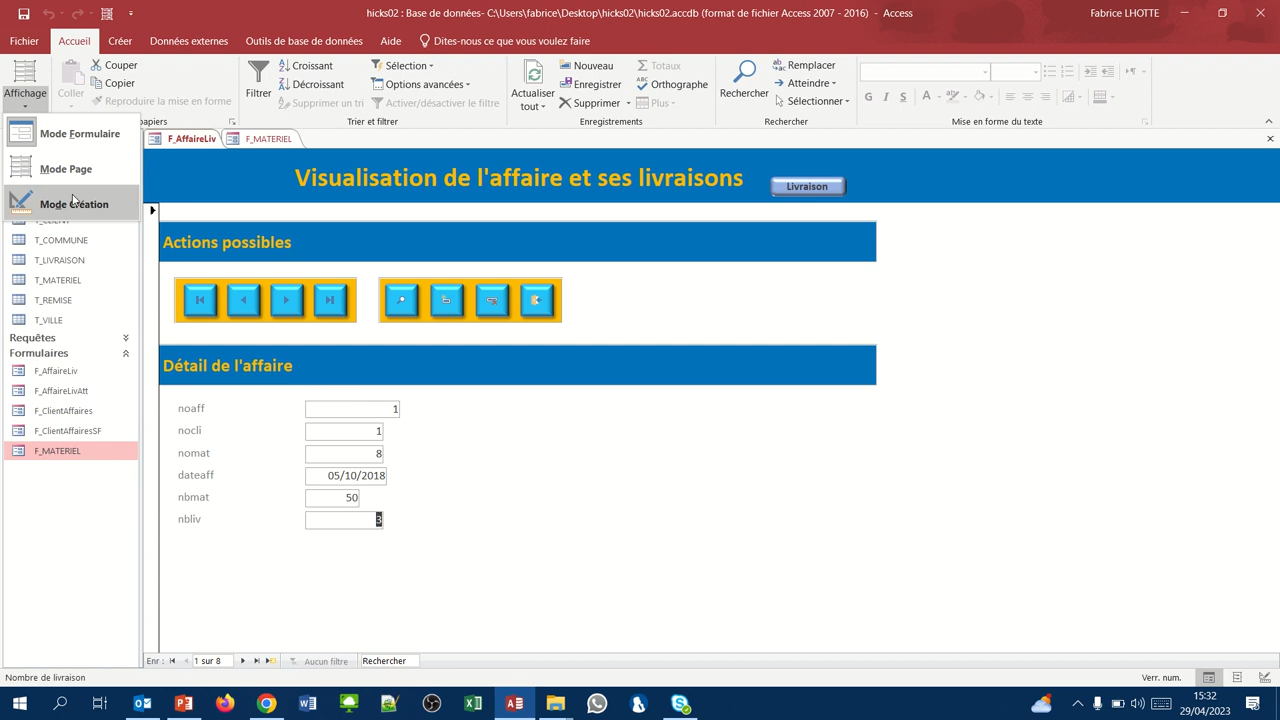 hicks02 : Base de données- C:\Users\fabrice\Desktop\hicks02\hicks02.accdb (format de fichier Access 2007 - 2016) - Access
Fabrice LHOTTE
Fichier
Accueil
Créer
Données externes
Outils de base de données
Aide
Dites-nous ce que vous voulez faire
Affichage
Coller
Couper
Copier
Reproduire la mise en forme
papiers
Filtrer
Croissant
Décroissant
Supprimer un tri
Sélection
Options avancées
Activer/désactiver le filtre
Trier et filtrer
Actualiser
tout
Nouveau
Enregistrer
Supprimer
Totaux
Orthographe
Plus
Enregistrements
Rechercher
Remplacer
Atteindre
Sélectionner
Rechercher
G I S
Mise en forme du texte
Mode Formulaire
Mode Page
Mode Création
F_AffaireLiv
F_MATERIEL
T_CLIENT
T_COMMUNE
T_LIVRAISON
T_MATERIEL
T_REMISE
T_VILLE
Requêtes
Formulaires
F_AffaireLiv
F_AffaireLivAtt
F_ClientAffaires
F_ClientAffairesSF
F_MATERIEL
Visualisation de l'affaire et ses livraisons
Livraison
Actions possibles
Détail de l'affaire
noaff 1
nocli 1
nomat 8
dateaff 05/10/2018
nbmat 50
nbliv 3
Enr : 1 sur 8 Aucun filtre Rechercher
Nombre de livraison
Verr. num.
15:32
29/04/2023